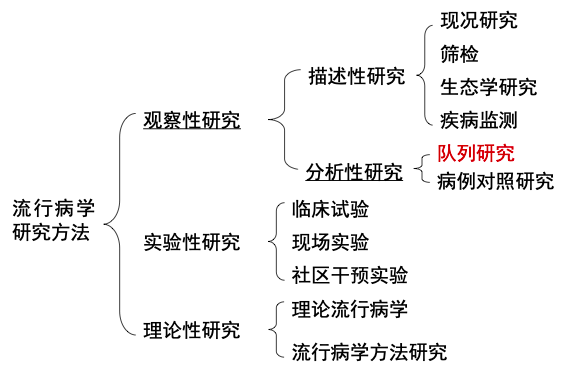 流行病学
研究方法
观察性研究
描述性研究
现况研究
筛检
生态学研究
疾病监测
分析性研究
队列研究
病例对照研究
实验性研究
临床试验
现场实验
社区干预实验
理论性研究
理论流行病学
流行病学方法研究